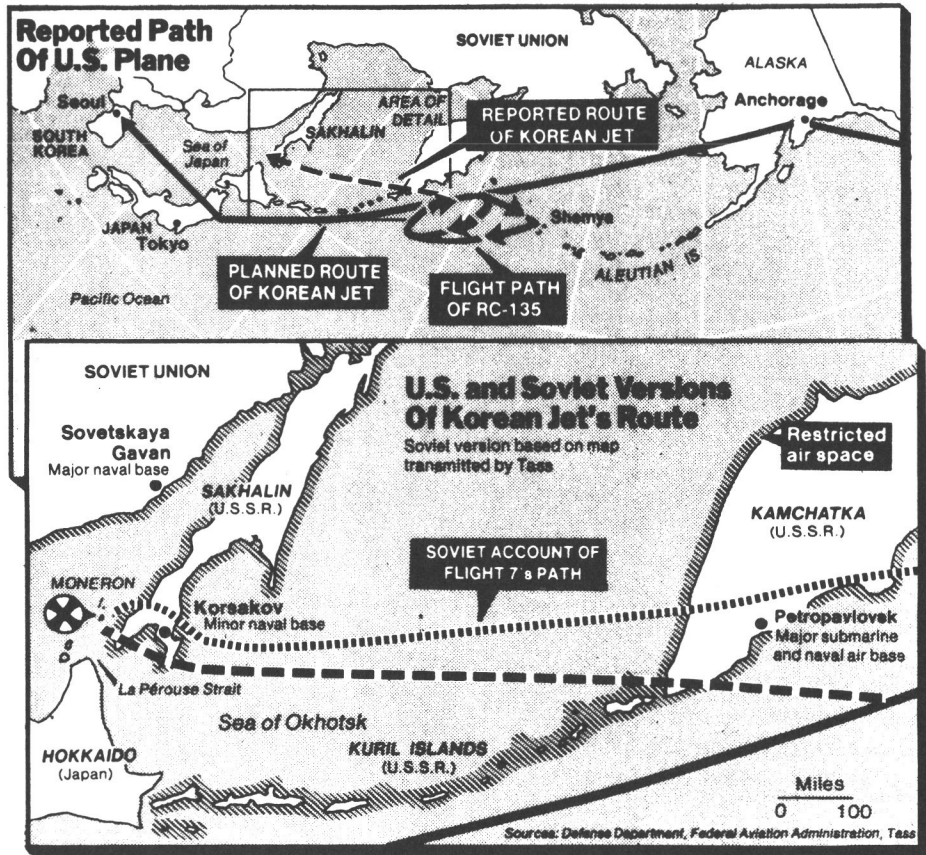 Reported Path
Of U.S. Plane
SOVIET UNION
ALASKA
Seoul
SOUTH
KOREA
Sea of
Japan
SAKHALIN
AREA OF
DETAIL
REPORTED ROUTE
OF KOREAN JET
Anchorage
JAPAN
Tokyo
Shemya
PLANNED ROUTE
OF KOREAN JET
FLIGHT PATH
OF RC-135
ALEUTIAN IS
Pacific Ocean
SOVIET UNION
U.S. and Soviet Versions
Of Korean Jet's Route
Soviet version based on map
transmitted by Tass
Sovetskaya
Gavan
Major naval base
Restricted
air space
SAKHALIN
(U.S.S.R.)
KAMCHATKA
(U.S.S.R.)
SOVIET ACCOUNT OF
FLIGHT 7's PATH
MONERON
I.
Korsakov
Minor naval base
Petropavlovsk
Major submarine
and naval air base
La Pérouse Strait
Sea of Okhotsk
HOKKAIDO
(Japan)
KURIL ISLANDS
(U.S.S.R.)
Miles
0 100
Sources: Defense Department, Federal Aviation Administration, Tass